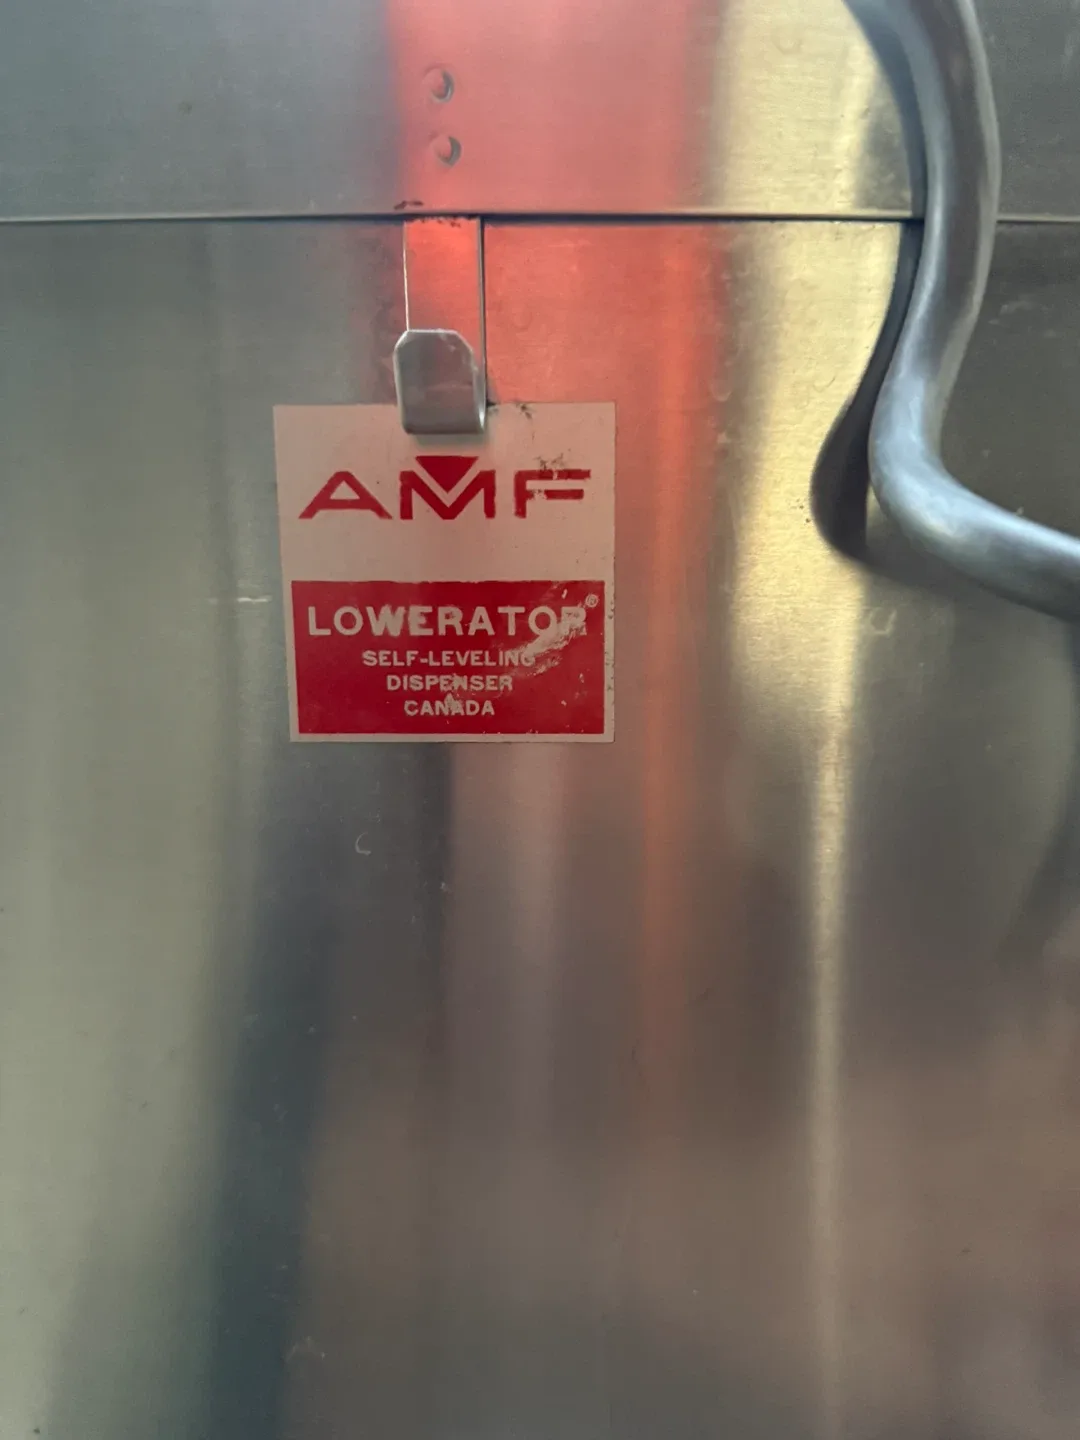 AMF
LOWERATOR®
SELF-LEVELING
DISPENSER
CANADA